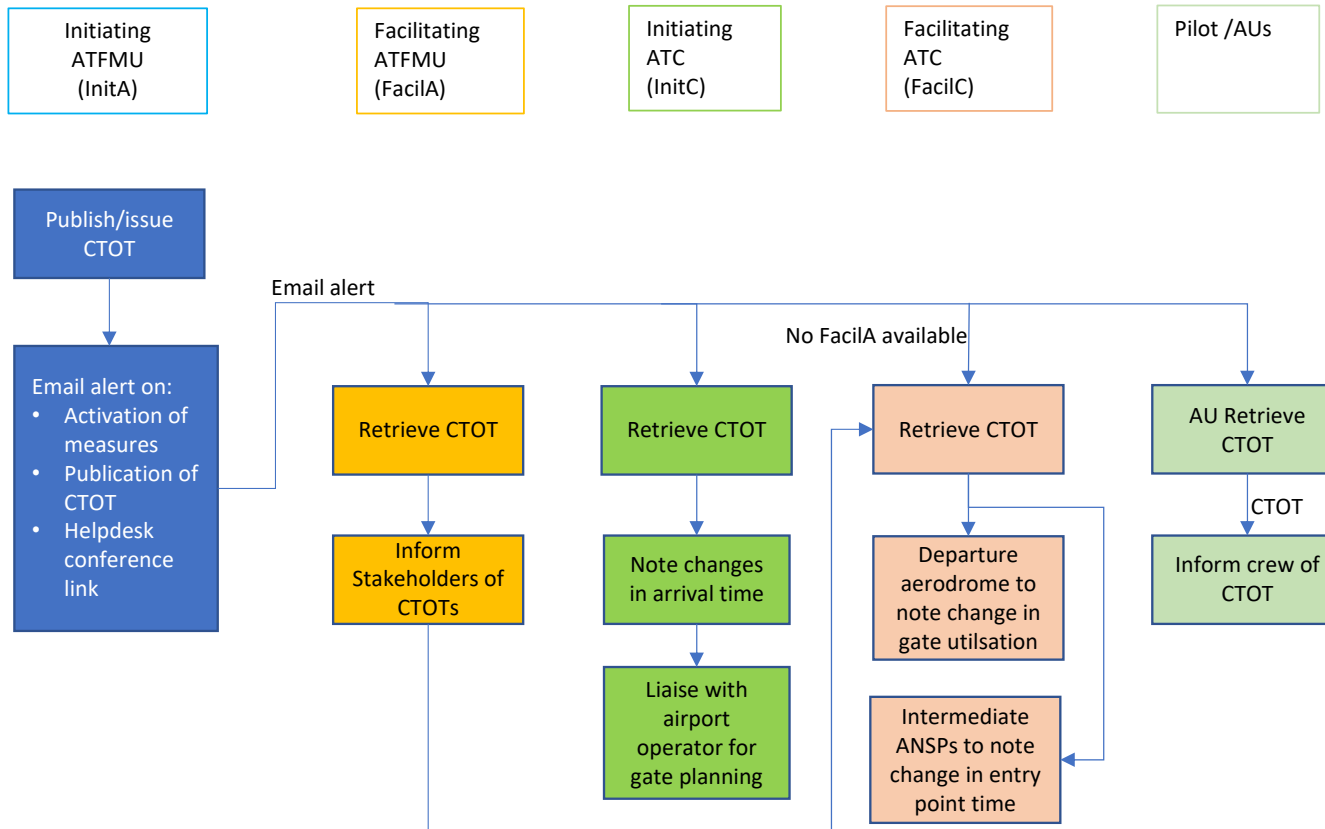 Initiating
ATFMU
(InitA)
Facilitating
ATFMU
(FacilA)
Initiating
ATC
(InitC)
Facilitating
ATC
(FacilC)
Pilot /AUs
Publish/issue
CTOT
Email alert
No FacilA available
Email alert on:
• Activation of
measures
• Publication of
CTOT
• Helpdesk
conference
link
Retrieve CTOT
Retrieve CTOT
Retrieve CTOT
AU Retrieve
CTOT
CTOT
Inform
Stakeholders of
CTOTs
Note changes
in arrival time
Departure
aerodrome to
note change in
gate utilsation
Inform crew of
CTOT
Liaise with
airport
operator for
gate planning
Intermediate
ANSPs to note
change in entry
point time